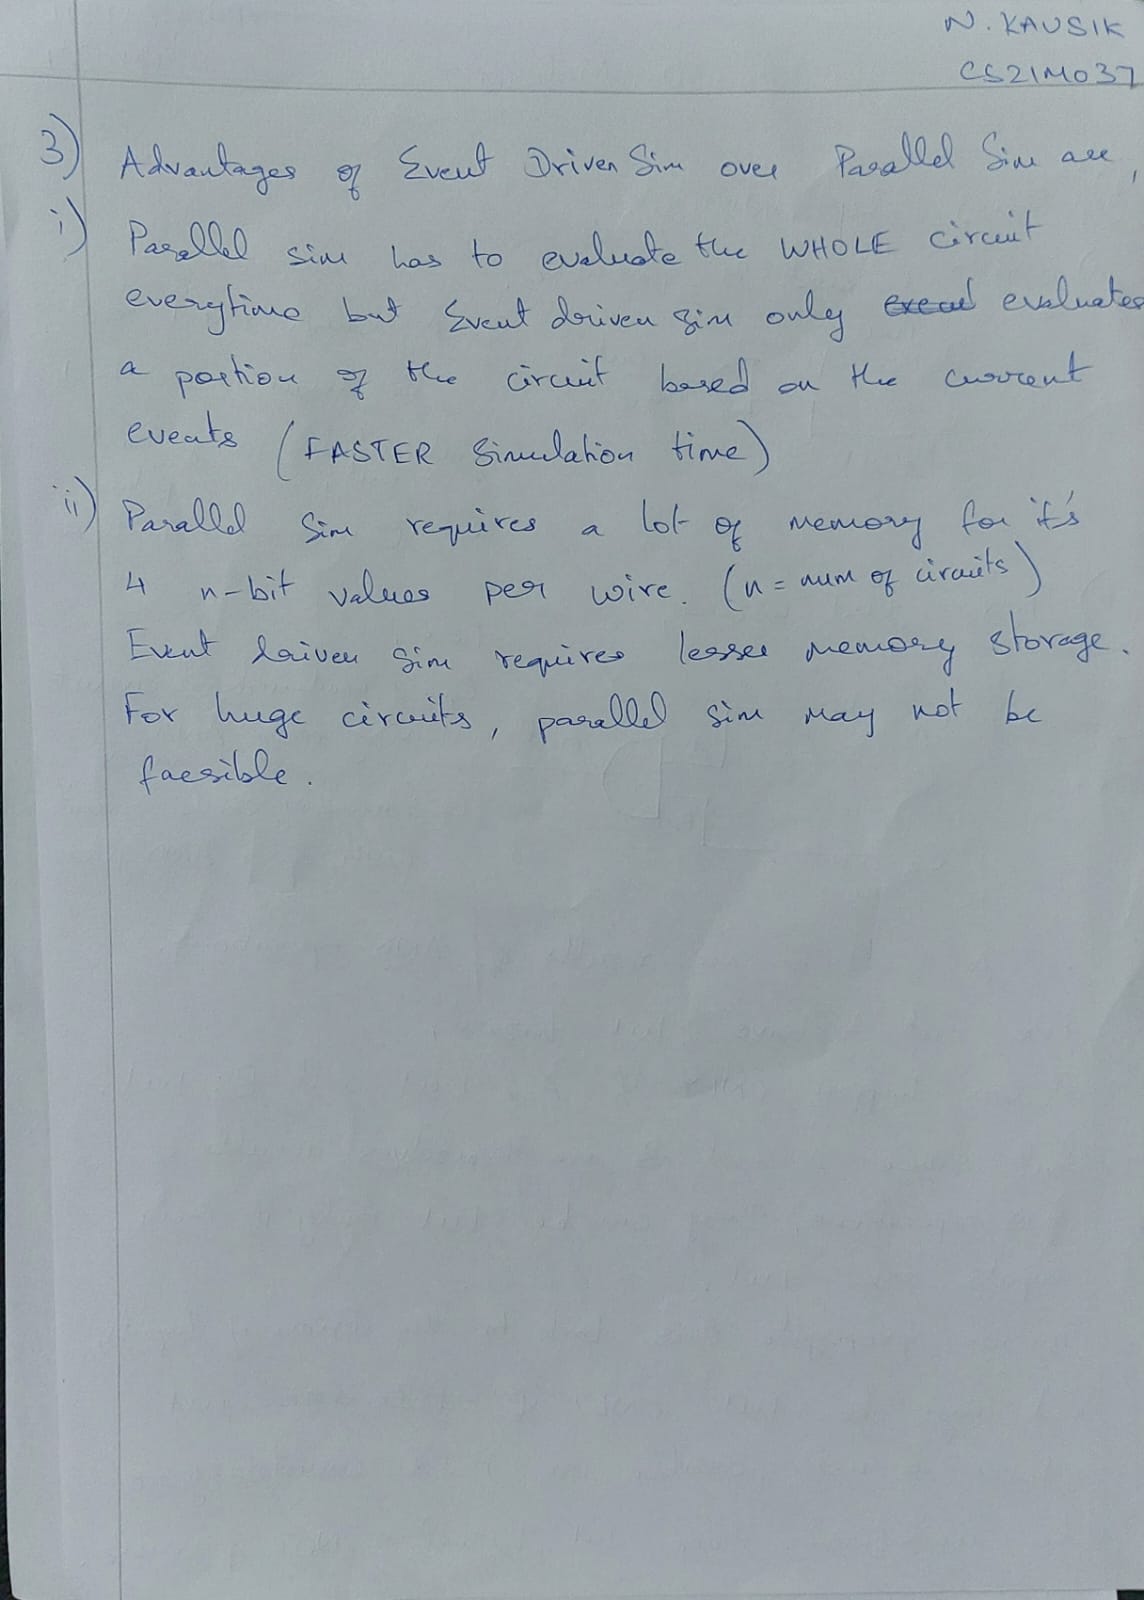 N. KAUSIK
CS21M037
3) Advantages of Event Driven Sim over Parallel Sim are,
i) Parallel sim has to evaluate the WHOLE circuit
everytime but Event driven sim only evaluates
a portion of the circuit based on the current
events (FASTER Simulation time)
ii) Parallel Sim requires a lot of memory for it's
4 n-bit values per wire. (n = num of circuits)
Event driven Sim requires lesser memory storage.
For huge circuits, parallel sim may not be
faesible.